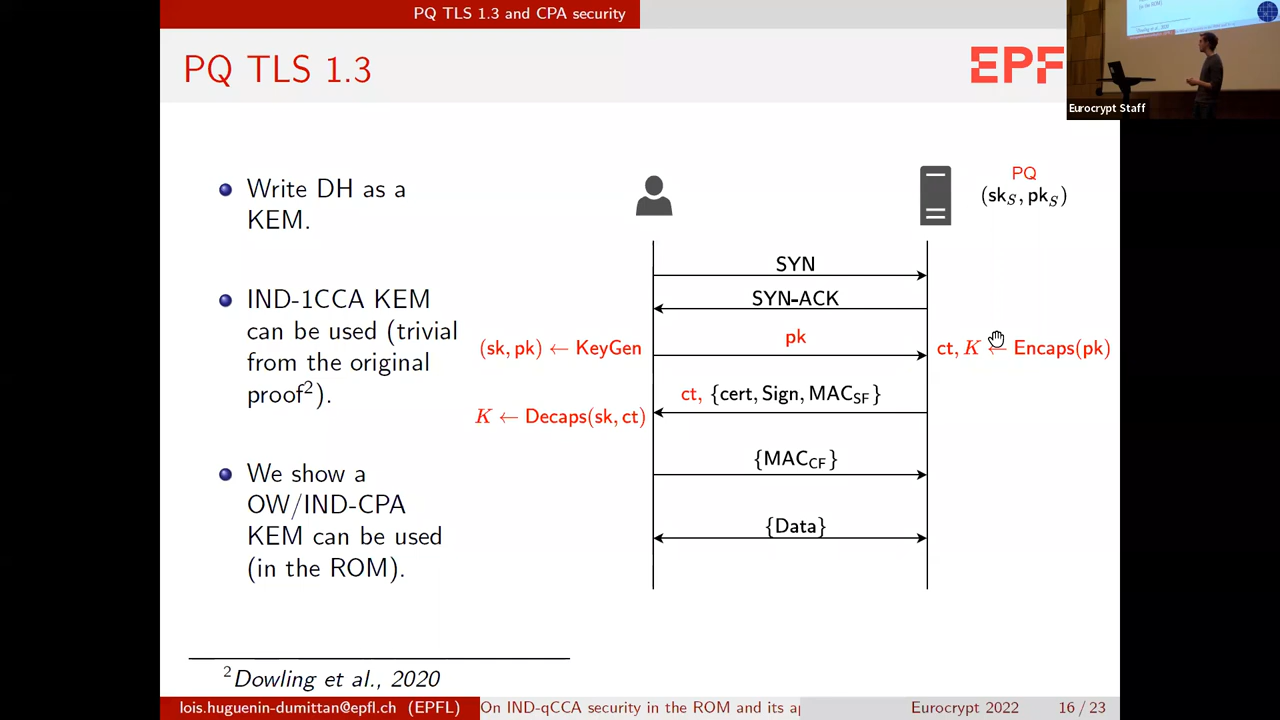 PQ TLS 1.3 and CPA security
PQ TLS 1.3
EPF
Eurocrypt Staff
Write DH as a
KEM.
IND-1CCA KEM
can be used (trivial
from the original
proof²).
We show a
OW/IND-CPA
KEM can be used
(in the ROM).
PQ
(sk_S, pk_S)
SYN
SYN-ACK
(sk, pk) ← KeyGen
pk
ct, K ← Encaps(pk)
ct, {cert, Sign, MAC_SF}
K ← Decaps(sk, ct)
{MAC_CF}
{Data}
²Dowling et al., 2020
lois.huguenin-dumittan@epfl.ch (EPFL)
On IND-qCCA security in the ROM and its ap
Eurocrypt 2022
16 / 23